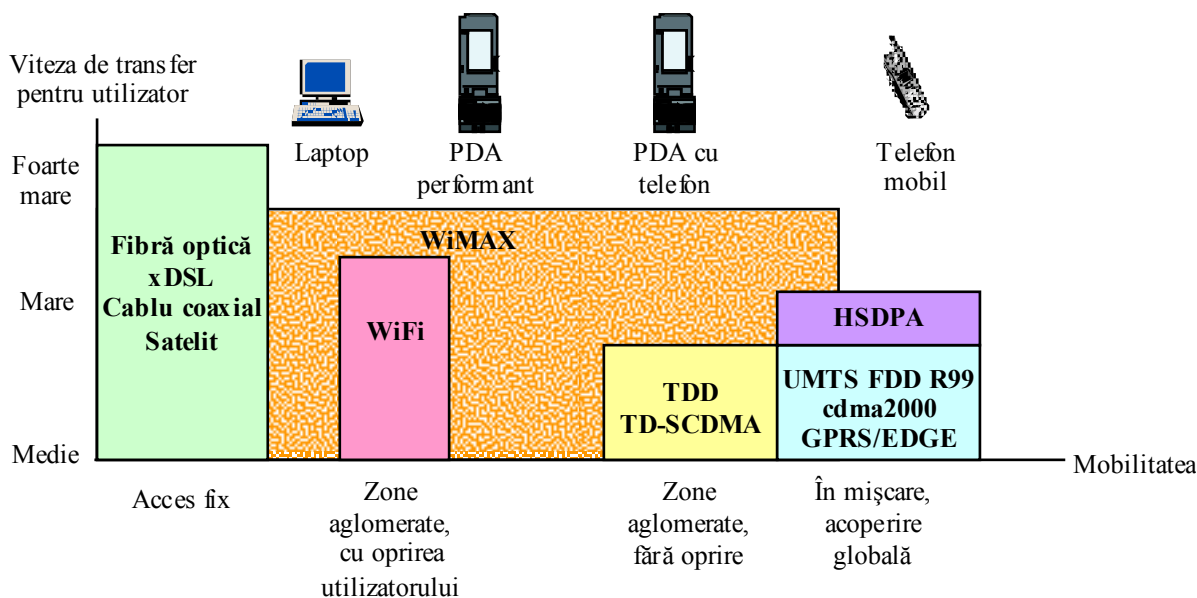 Viteza de transfer
pentru utilizator
Laptop
PDA
performant
PDA cu
telefon
Telefon
mobil
Foarte
mare
Mare
Medie
Fibră optică
xDSL
Cablu coaxial
Satelit
WiMAX
WiFi
TDD
TD-SCDMA
HSDPA
UMTS FDD R99
cdma2000
GPRS/EDGE
Mobilitatea
Acces fix
Zone
aglomerate,
cu oprirea
utilizatorului
Zone
aglomerate,
fără oprire
În mişcare,
acoperire
globală